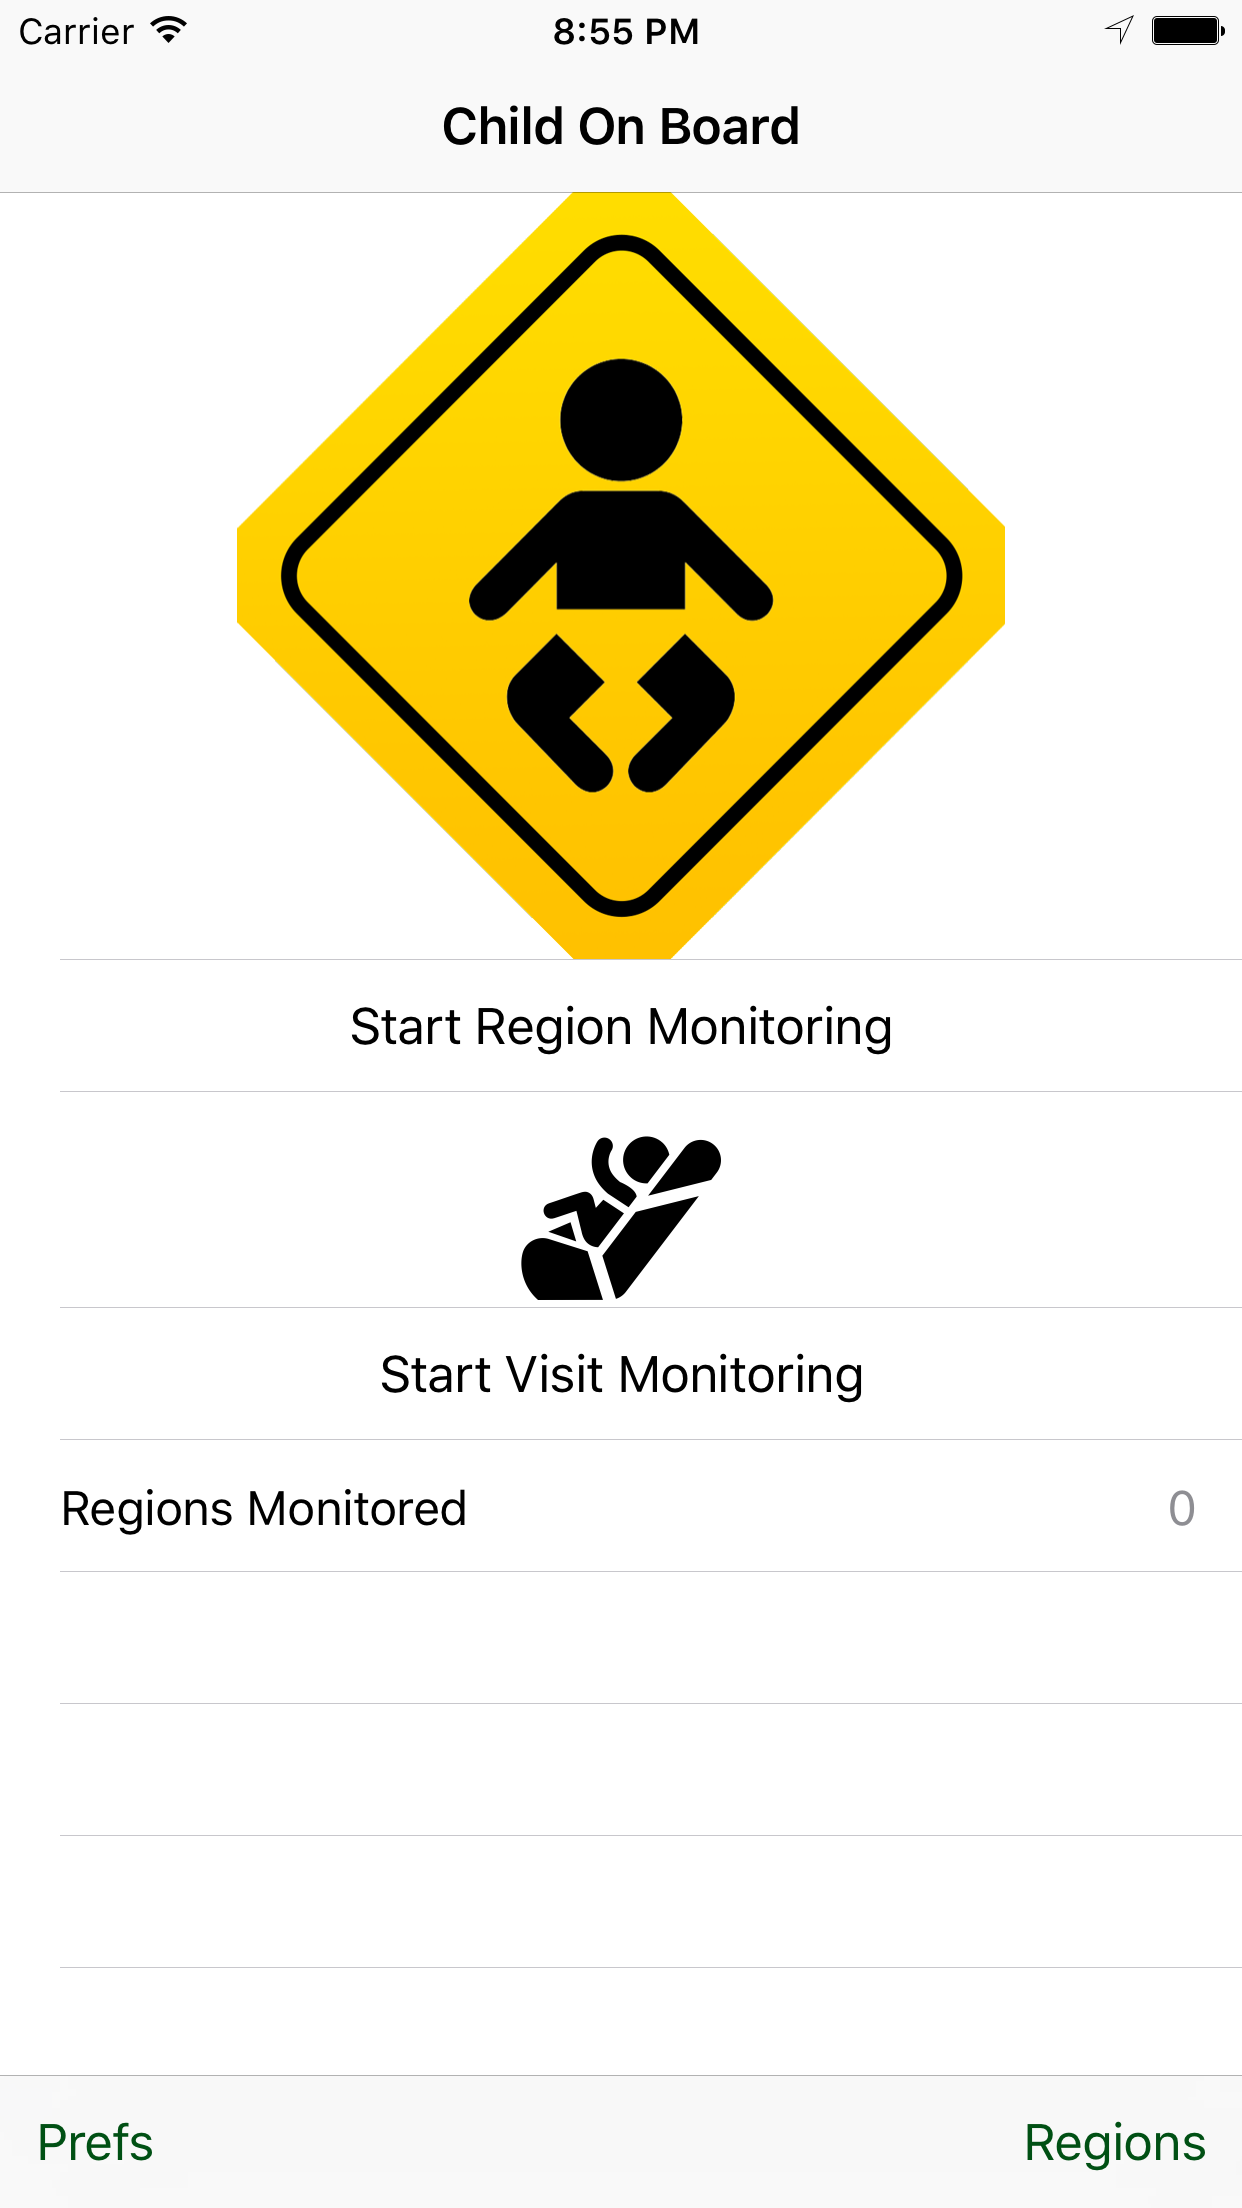 Carrier 8:55 PM
Child On Board
Start Region Monitoring
Start Visit Monitoring
Regions Monitored 0
Prefs Regions